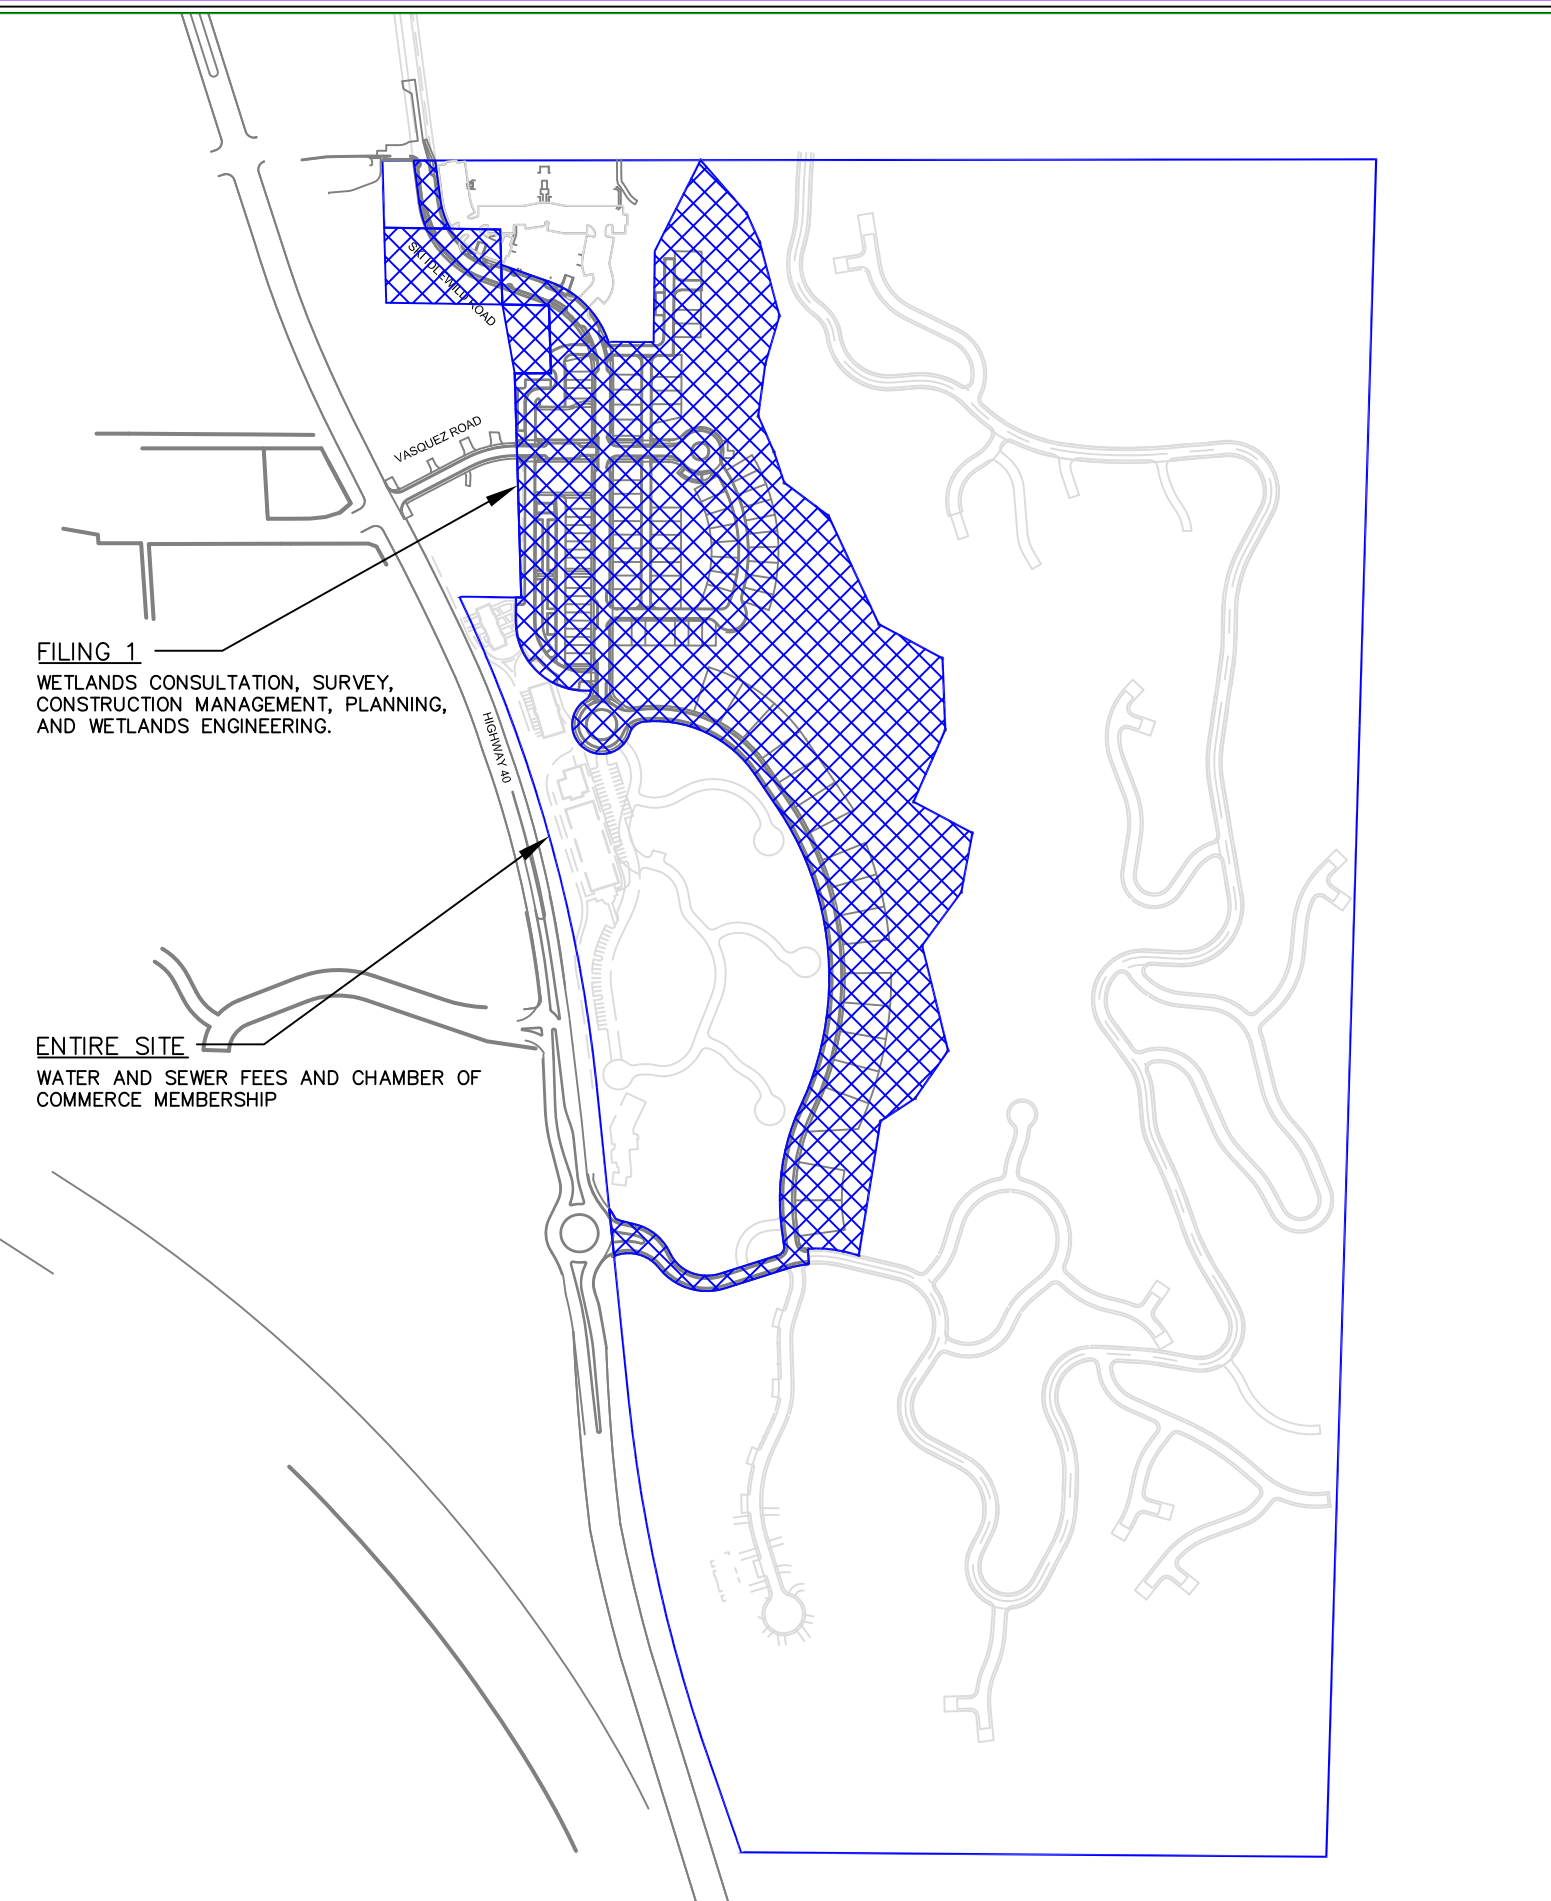 SKI IDLEWILD ROAD
VASQUEZ ROAD
FILING 1
WETLANDS CONSULTATION, SURVEY,
CONSTRUCTION MANAGEMENT, PLANNING,
AND WETLANDS ENGINEERING.
HIGHWAY 40
ENTIRE SITE
WATER AND SEWER FEES AND CHAMBER OF
COMMERCE MEMBERSHIP